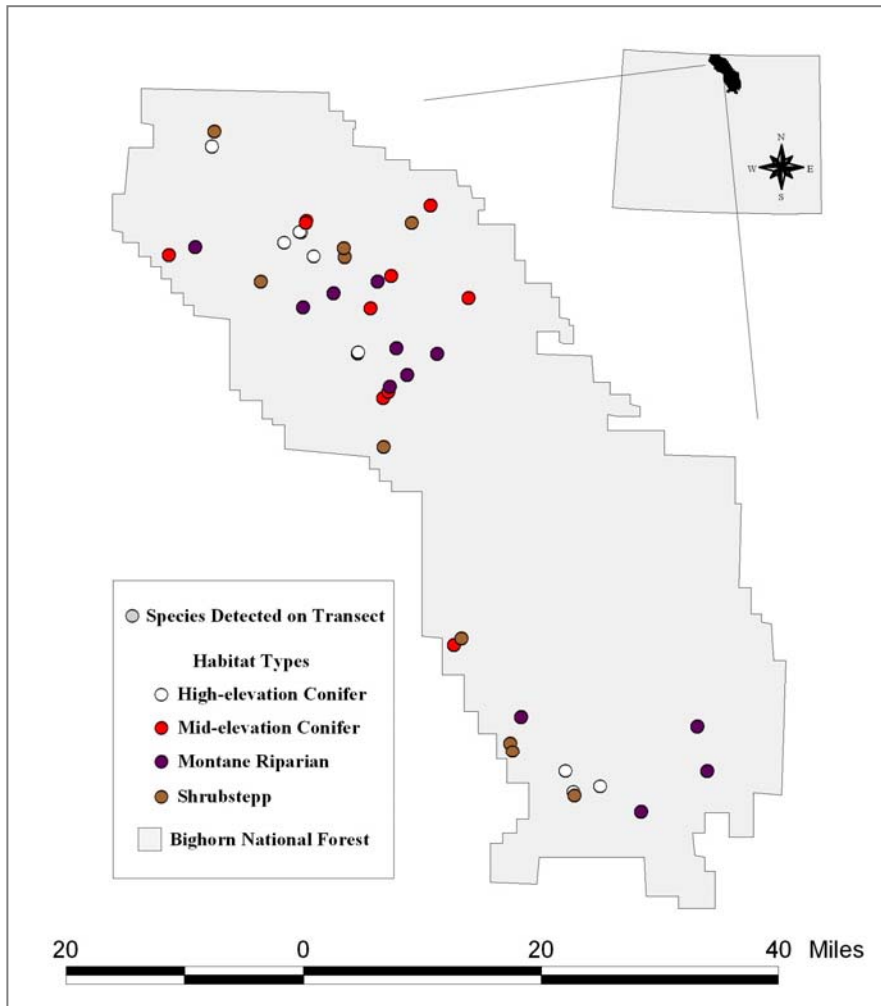 N
W E
S
Species Detected on Transect
Habitat Types
High-elevation Conifer
Mid-elevation Conifer
Montane Riparian
Shrubstepp
Bighorn National Forest
20 0 20 40 Miles